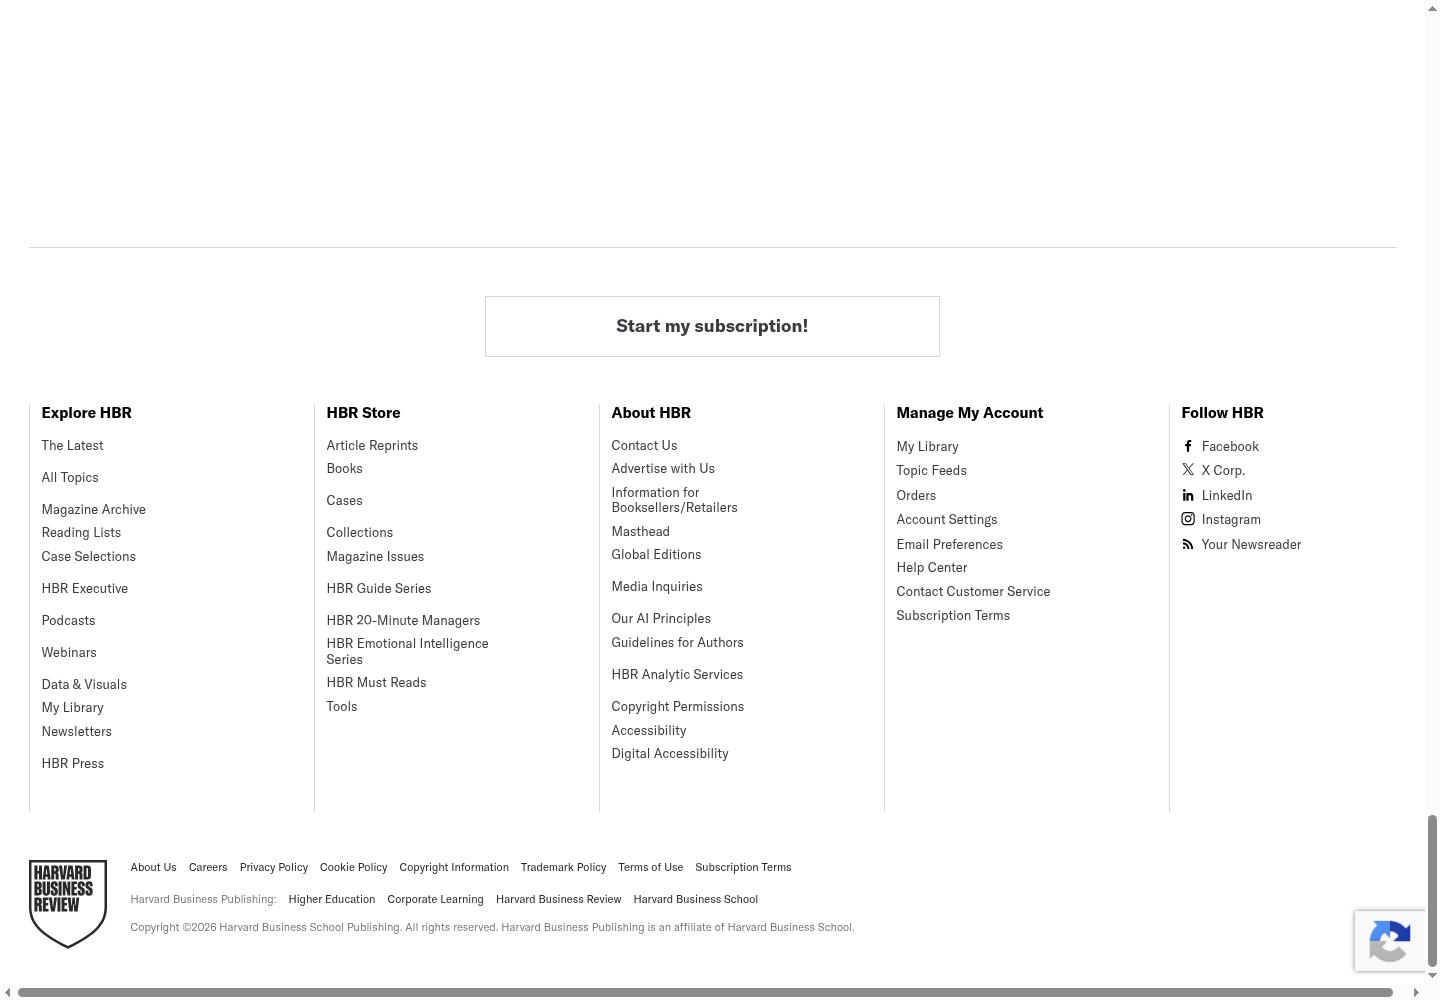 Start my subscription!
Explore HBR
The Latest
All Topics
Magazine Archive
Reading Lists
Case Selections
HBR Executive
Podcasts
Webinars
Data & Visuals
My Library
Newsletters
HBR Press
HBR Store
Article Reprints
Books
Cases
Collections
Magazine Issues
HBR Guide Series
HBR 20-Minute Managers
HBR Emotional Intelligence
Series
HBR Must Reads
Tools
About HBR
Contact Us
Advertise with Us
Information for
Booksellers/Retailers
Masthead
Global Editions
Media Inquiries
Our AI Principles
Guidelines for Authors
HBR Analytic Services
Copyright Permissions
Accessibility
Digital Accessibility
Manage My Account
My Library
Topic Feeds
Orders
Account Settings
Email Preferences
Help Center
Contact Customer Service
Subscription Terms
Follow HBR
Facebook
X Corp.
LinkedIn
Instagram
Your Newsreader
HARVARD
BUSINESS
REVIEW
About Us Careers Privacy Policy Cookie Policy Copyright Information Trademark Policy Terms of Use Subscription Terms
Harvard Business Publishing: Higher Education Corporate Learning Harvard Business Review Harvard Business School
Copyright ©2026 Harvard Business School Publishing. All rights reserved. Harvard Business Publishing is an affiliate of Harvard Business School.